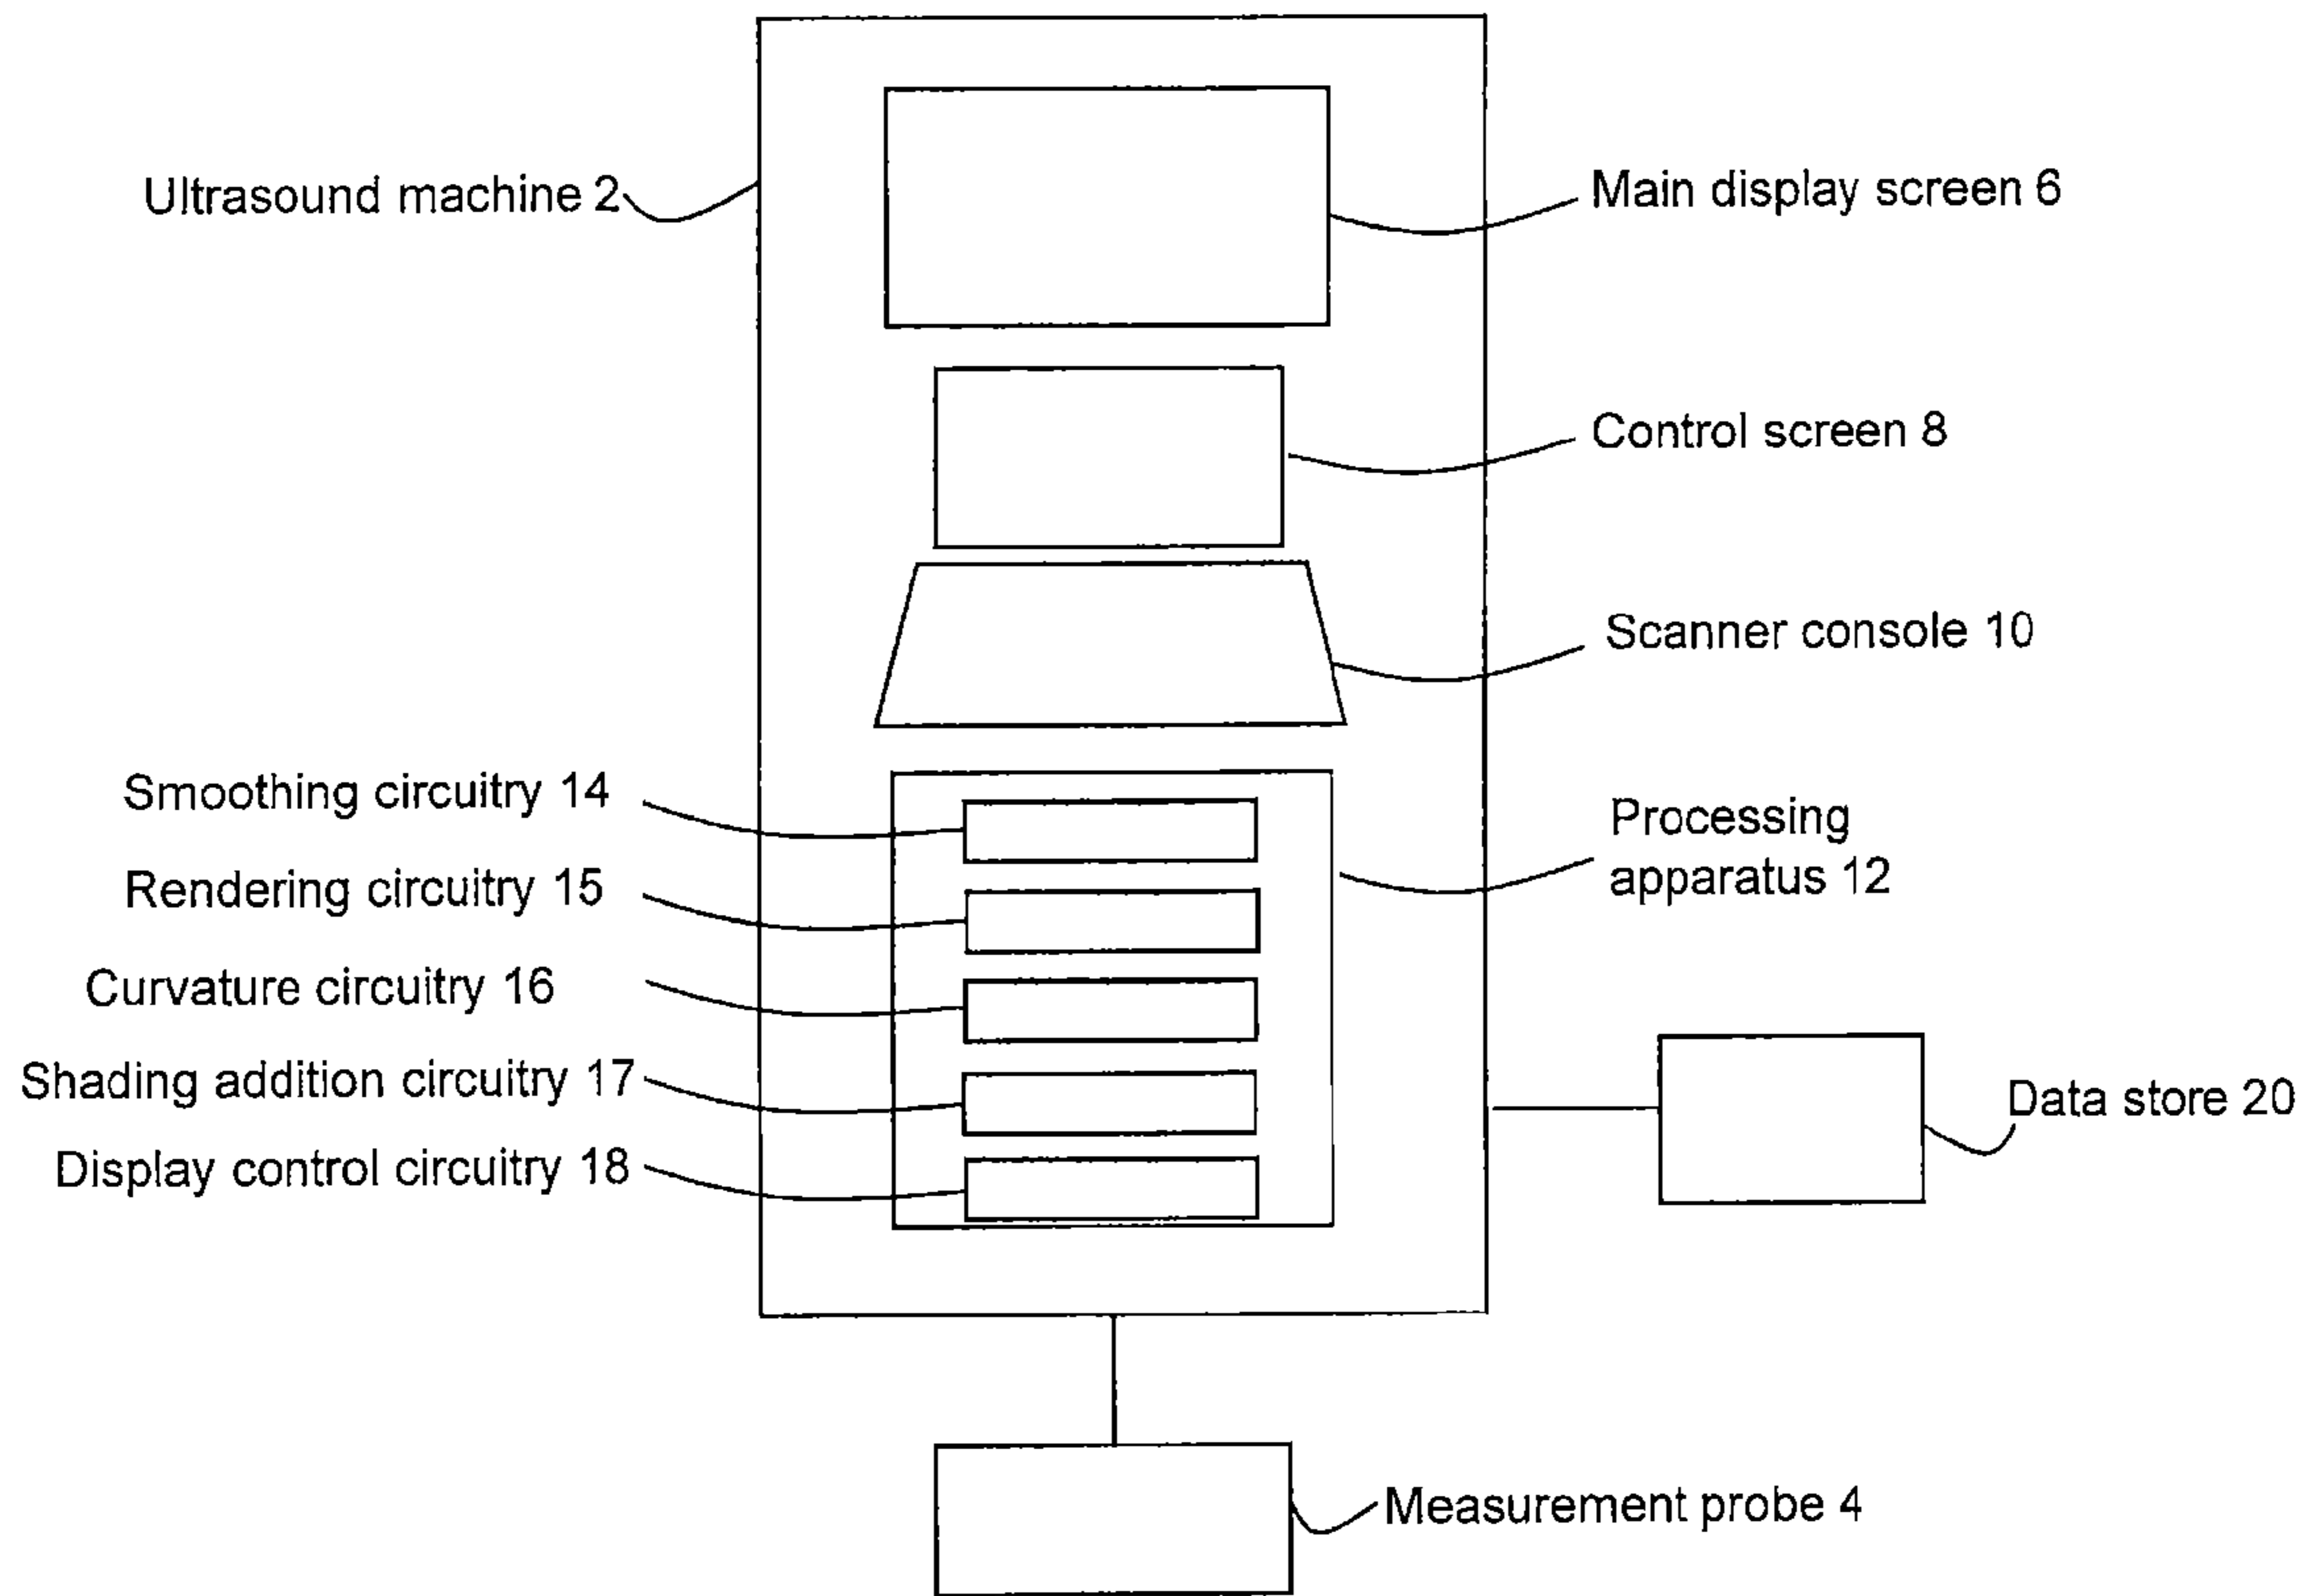 Ultrasound machine 2
Main display screen 6
Control screen 8
Scanner console 10
Smoothing circuitry 14
Processing
apparatus 12
Rendering circuitry 15
Curvature circuitry 16
Shading addition circuitry 17
Data store 20
Display control circuitry 18
Measurement probe 4